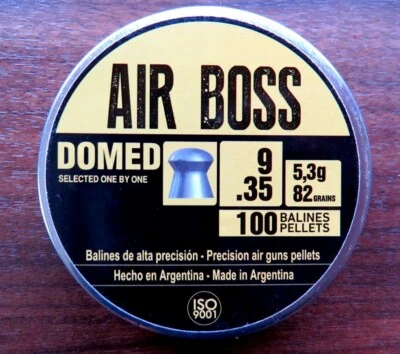 AIR BOSS
DOMED
SELECTED ONE BY ONE
9
.35
5,3g
82 GRAINS
100 BALINES
PELLETS
Balines de alta precisión - Precision air guns pellets
Hecho en Argentina - Made in Argentina
ISO
9001